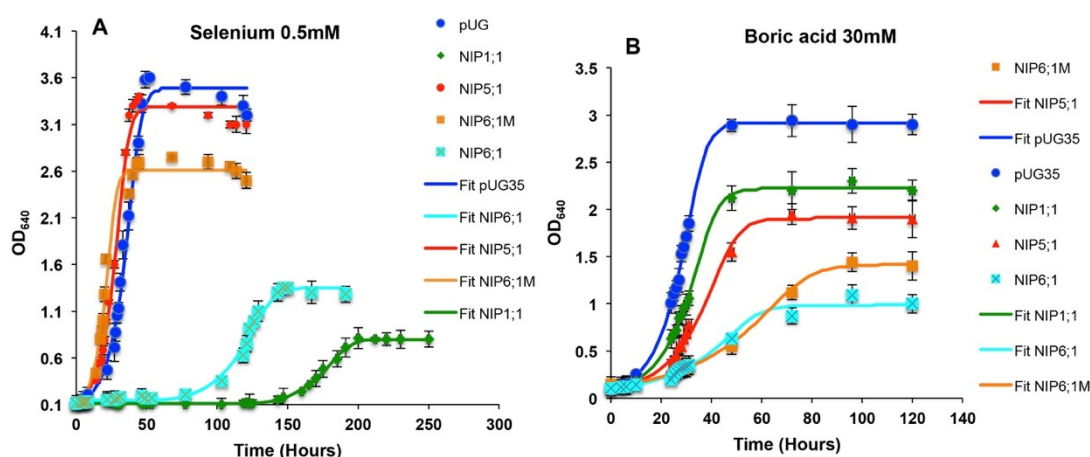 A
Selenium 0.5mM
OD640
4.1
3.6
3.1
2.6
2.1
1.6
1.1
0.6
0.1
0
50
100
150
200
250
300
Time (Hours)
pUG
NIP1;1
NIP5;1
NIP6;1M
NIP6;1
Fit pUG35
Fit NIP6;1
Fit NIP5;1
Fit NIP6;1M
Fit NIP1;1
B
Boric acid 30mM
OD640
3.5
3
2.5
2
1.5
1
0.5
0
0
20
40
60
80
100
120
140
Time (Hours)
NIP6;1M
Fit NIP5;1
Fit pUG35
pUG35
NIP1;1
NIP5;1
NIP6;1
Fit NIP1;1
Fit NIP6;1
Fit NIP6;1M